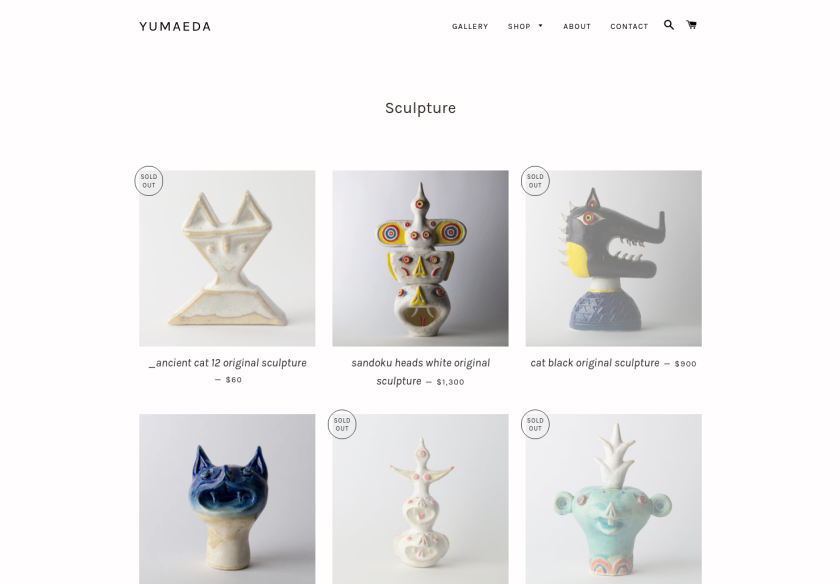 YUMAEDA
GALLERY SHOP ABOUT CONTACT
Sculpture
SOLD
OUT
SOLD
OUT
_ancient cat 12 original sculpture
— $60
sandoku heads white original
sculpture — $1,300
cat black original sculpture — $900
SOLD
OUT
SOLD
OUT